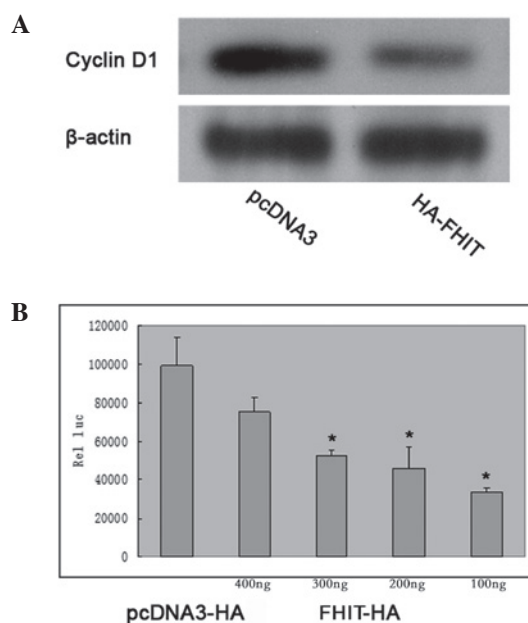 A
Cyclin D1
β-actin
pcDNA3
HA-FHIT
B
120000
100000
80000
60000
40000
20000
0
Rel luc
*
*
*
400ng 300ng 200ng 100ng
pcDNA3-HA FHIT-HA